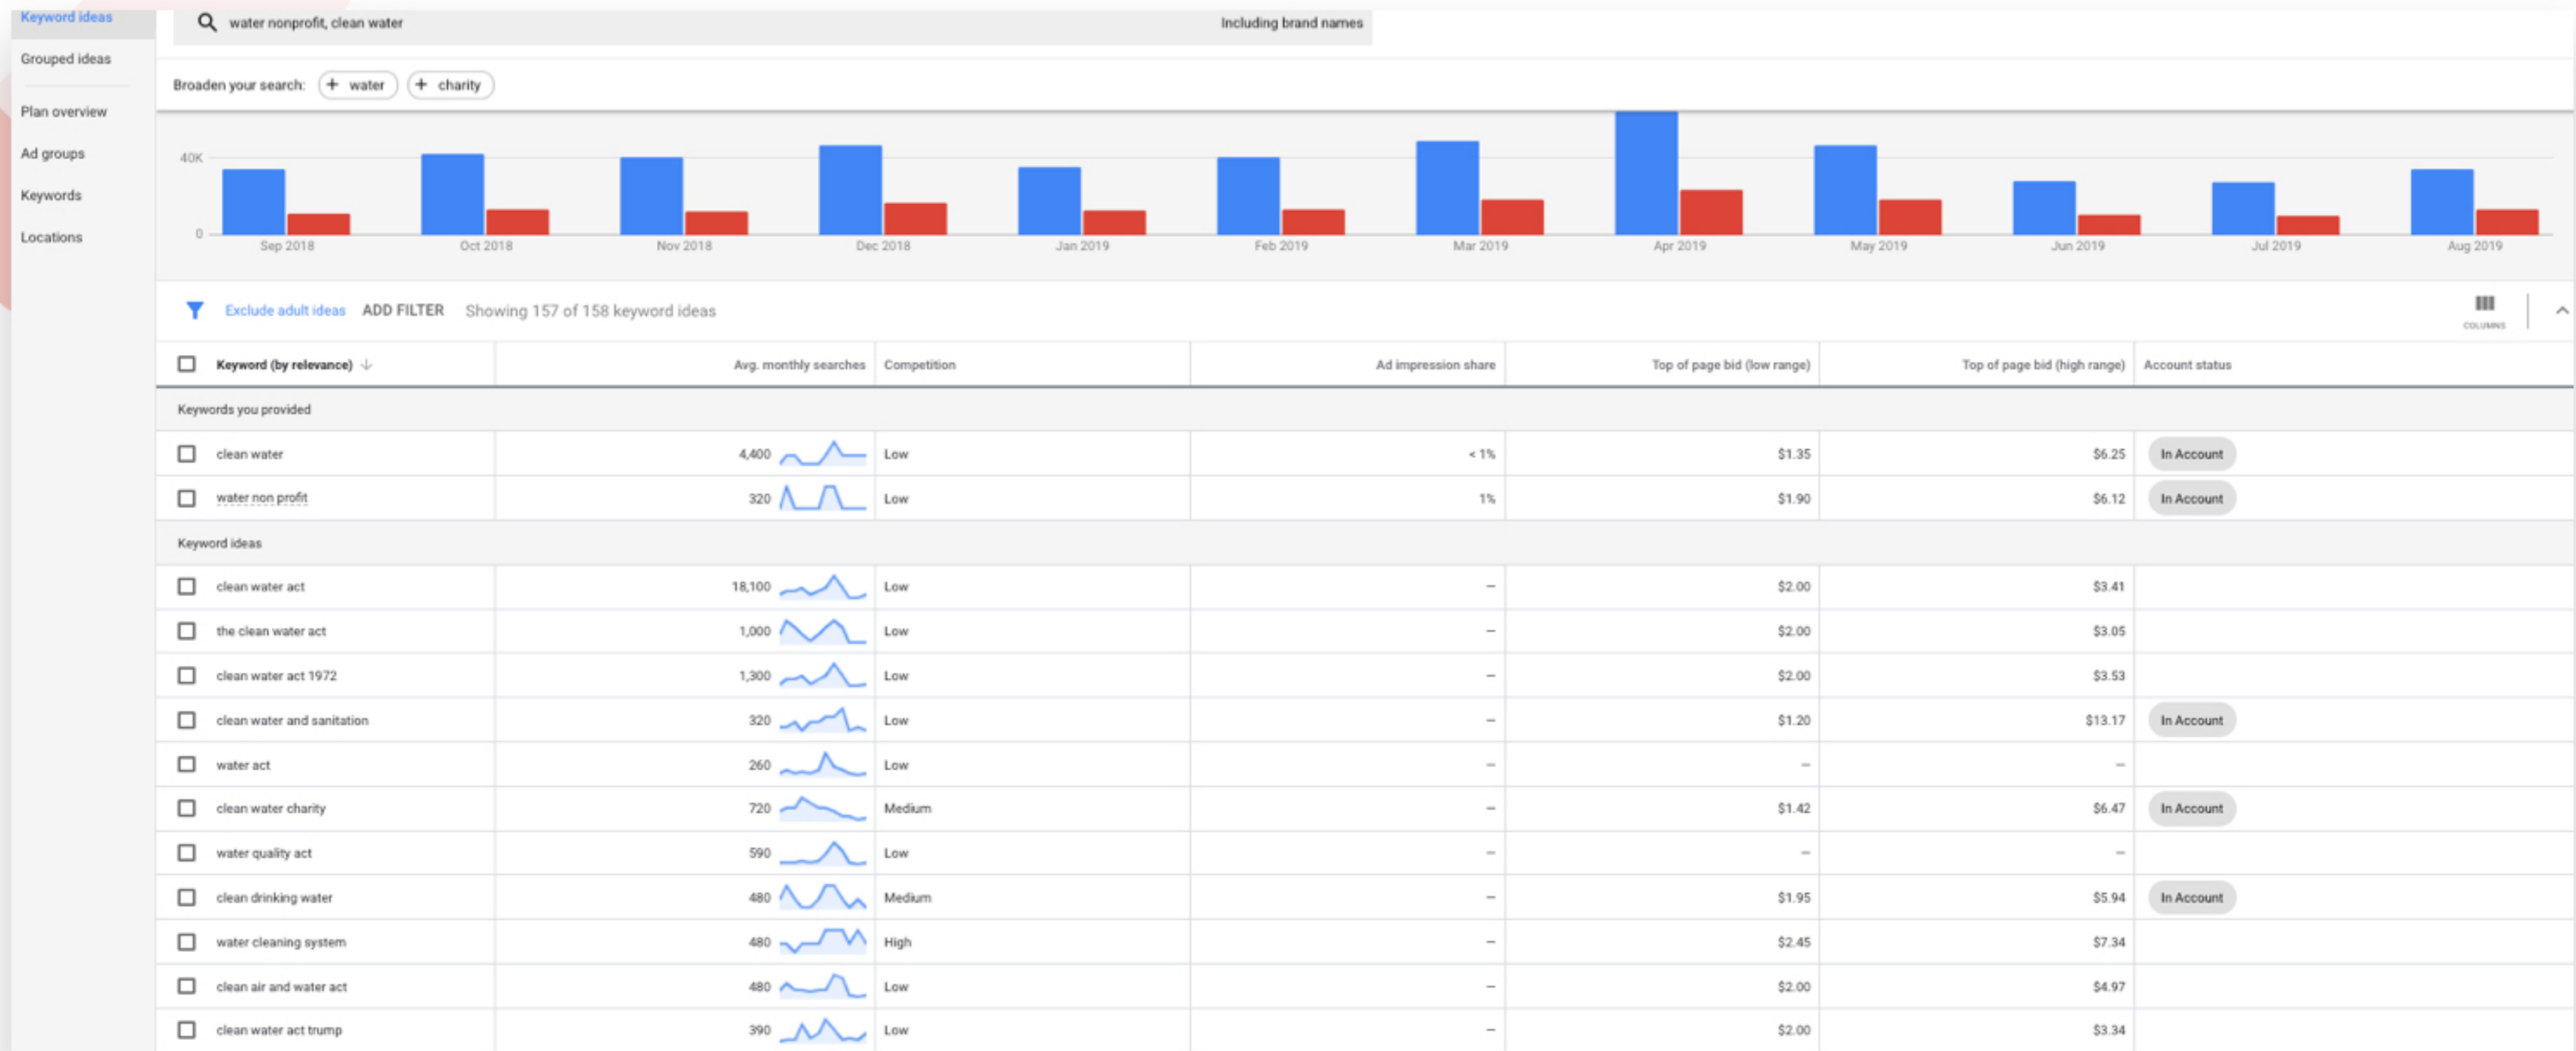 Keyword ideas
Grouped ideas
Plan overview
Ad groups
Keywords
Locations
water nonprofit, clean water Including brand names
Broaden your search: + water + charity
40K
0
Sep 2018 Oct 2018 Nov 2018 Dec 2018 Jan 2019 Feb 2019 Mar 2019 Apr 2019 May 2019 Jun 2019 Jul 2019 Aug 2019
Exclude adult ideas ADD FILTER Showing 157 of 158 keyword ideas COLUMNS
Keyword (by relevance) ↓ Avg. monthly searches Competition Ad impression share Top of page bid (low range) Top of page bid (high range) Account status
Keywords you provided
clean water 4,400 Low < 1% $1.35 $6.25 In Account
water non profit 320 Low 1% $1.90 $6.12 In Account
Keyword ideas
clean water act 18,100 Low – $2.00 $3.41
the clean water act 1,000 Low – $2.00 $3.05
clean water act 1972 1,300 Low – $2.00 $3.53
clean water and sanitation 320 Low – $1.20 $13.17 In Account
water act 260 Low – – –
clean water charity 720 Medium – $1.42 $6.47 In Account
water quality act 590 Low – – –
clean drinking water 480 Medium – $1.95 $5.94 In Account
water cleaning system 480 High – $2.45 $7.34
clean air and water act 480 Low – $2.00 $4.97
clean water act trump 390 Low – $2.00 $3.34